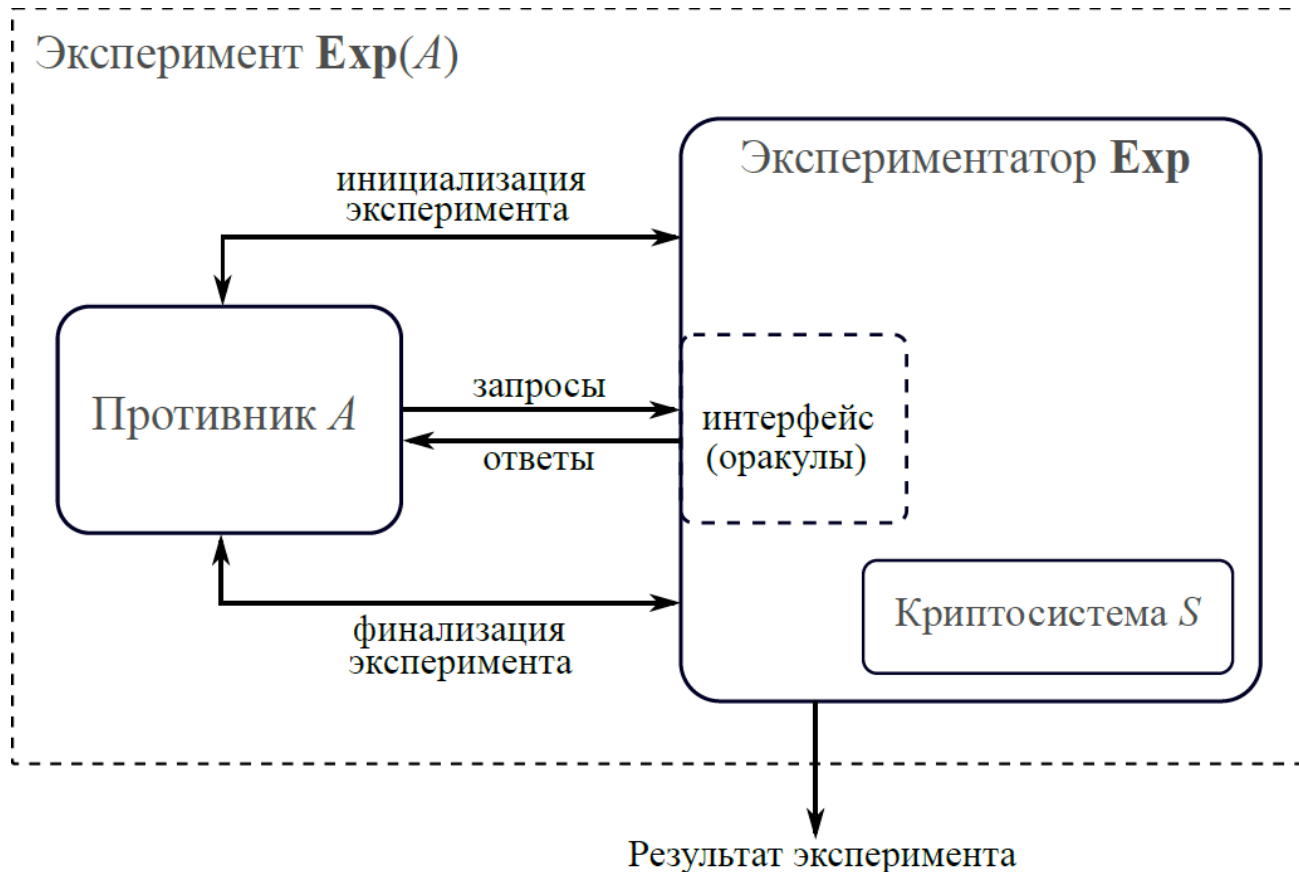 Эксперимент Exp(A)
Экспериментатор Exp
инициализация
эксперимента
Противник A
запросы
ответы
интерфейс
(оракулы)
Криптосистема S
финализация
эксперимента
Результат эксперимента